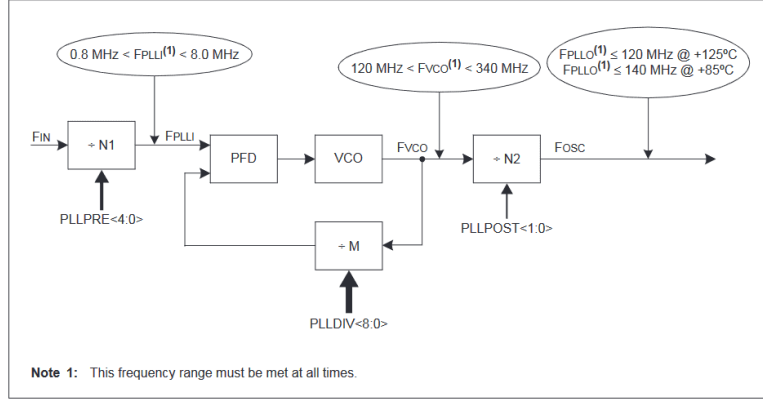 0.8 MHz < FPLLI(1) < 8.0 MHz
120 MHz < FVCO(1) < 340 MHz
FPLLO(1) ≤ 120 MHz @ +125ºC
FPLLO(1) ≤ 140 MHz @ +85ºC
FIN
÷ N1
FPLLI
PFD
VCO
FVCO
÷ N2
FOSC
PLLPRE<4:0>
PLLPOST<1:0>
÷ M
PLLDIV<8:0>
Note 1: This frequency range must be met at all times.